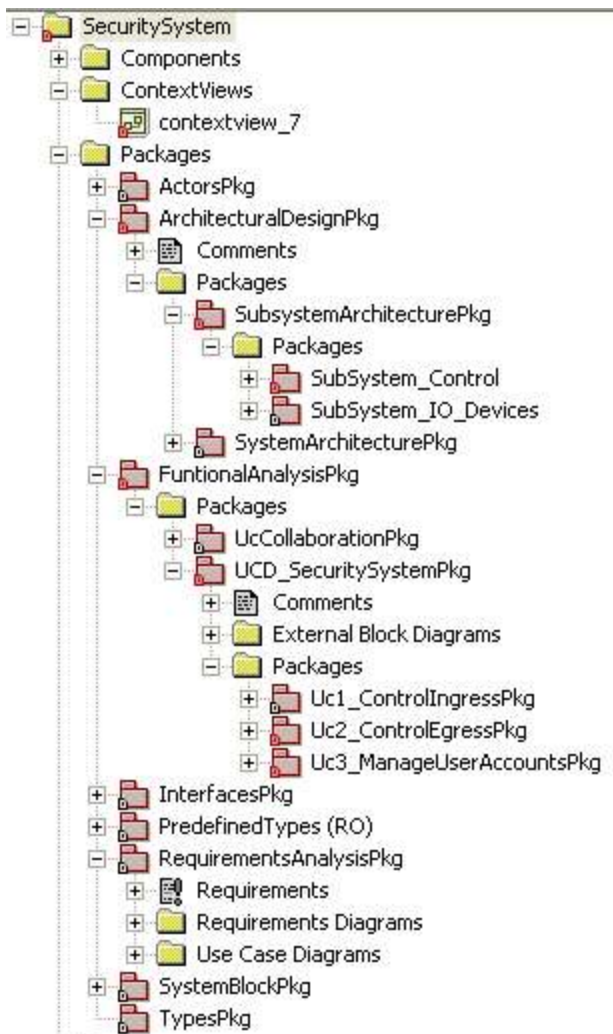 SecuritySystem
Components
ContextViews
contextview_7
Packages
ActorsPkg
ArchitecturalDesignPkg
Comments
Packages
SubsystemArchitecturePkg
Packages
SubSystem_Control
SubSystem_IO_Devices
SystemArchitecturePkg
FuntionalAnalysisPkg
Packages
UcCollaborationPkg
UCD_SecuritySystemPkg
Comments
External Block Diagrams
Packages
Uc1_ControlIngressPkg
Uc2_ControlEgressPkg
Uc3_ManageUserAccountsPkg
InterfacesPkg
PredefinedTypes (RO)
RequirementsAnalysisPkg
Requirements
Requirements Diagrams
Use Case Diagrams
SystemBlockPkg
TypesPkg